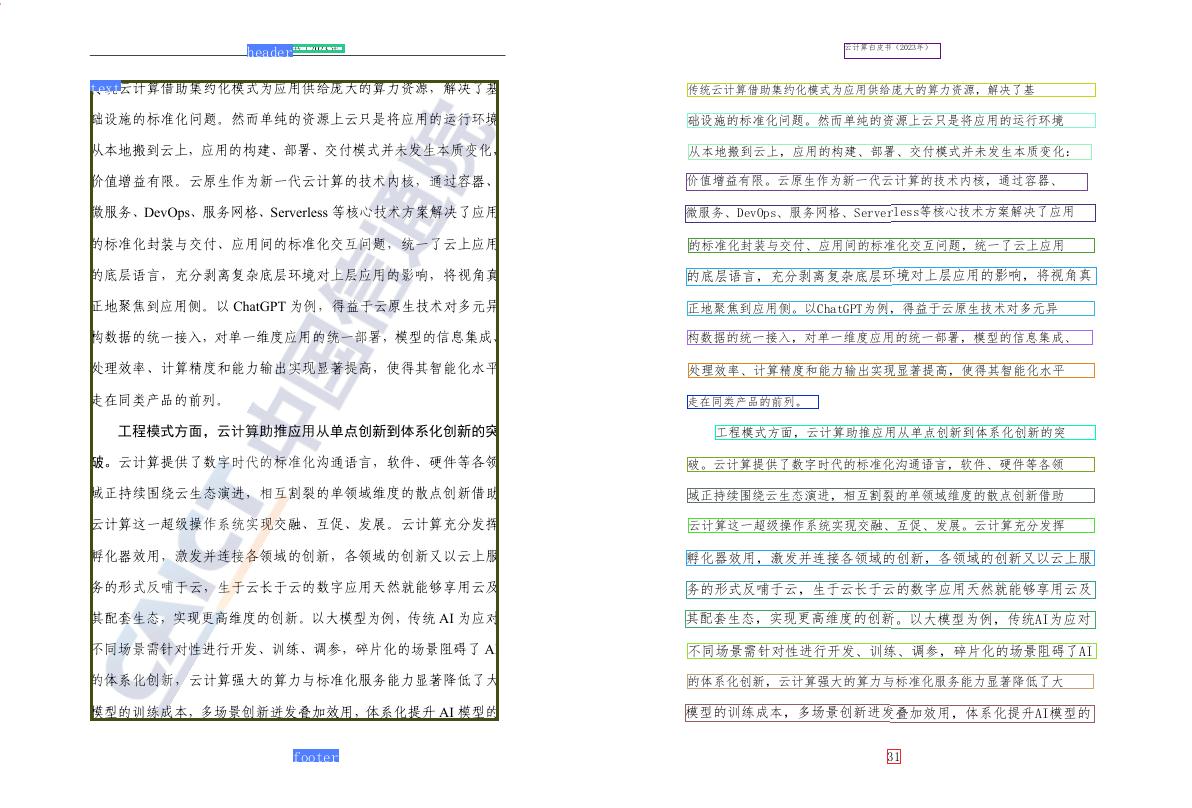 header
text
云计算借助集约化模式为应用供给庞大的算力资源，解决了基
础设施的标准化问题。然而单纯的资源上云只是将应用的运行环境
从本地搬到云上，应用的构建、部署、交付模式并未发生本质变化，
价值增益有限。云原生作为新一代云计算的技术内核，通过容器、
微服务、DevOps、服务网格、Serverless 等核心技术方案解决了应用
的标准化封装与交付、应用间的标准化交互问题，统一了云上应用
的底层语言，充分剥离复杂底层环境对上层应用的影响，将视角真
正地聚焦到应用侧。以 ChatGPT 为例，得益于云原生技术对多元异
构数据的统一接入，对单一维度应用的统一部署，模型的信息集成、
处理效率、计算精度和能力输出实现显著提高，使得其智能化水平
走在同类产品的前列。
工程模式方面，云计算助推应用从单点创新到体系化创新的突
破。云计算提供了数字时代的标准化沟通语言，软件、硬件等各领
域正持续围绕云生态演进，相互割裂的单领域维度的散点创新借助
云计算这一超级操作系统实现交融、互促、发展。云计算充分发挥
孵化器效用，激发并连接各领域的创新，各领域的创新又以云上服
务的形式反哺于云，生于云长于云的数字应用天然就能够享用云及
其配套生态，实现更高维度的创新。以大模型为例，传统 AI 为应对
不同场景需针对性进行开发、训练、调参，碎片化的场景阻碍了 A
的体系化创新，云计算强大的算力与标准化服务能力显著降低了大
模型的训练成本，多场景创新迸发叠加效用，体系化提升 AI 模型的
footer
CAICT 中国信通院
云计算白皮书（2023年）
传统云计算借助集约化模式为应用供给庞大的算力资源，解决了基
础设施的标准化问题。然而单纯的资源上云只是将应用的运行环境
从本地搬到云上，应用的构建、部署、交付模式并未发生本质变化：
价值增益有限。云原生作为新一代云计算的技术内核，通过容器、
微服务、DevOps、服务网格、Serverless等核心技术方案解决了应用
的标准化封装与交付、应用间的标准化交互问题，统一了云上应用
的底层语言，充分剥离复杂底层环境对上层应用的影响，将视角真
正地聚焦到应用侧。以ChatGPT为例，得益于云原生技术对多元异
构数据的统一接入，对单一维度应用的统一部署，模型的信息集成、
处理效率、计算精度和能力输出实现显著提高，使得其智能化水平
走在同类产品的前列。
工程模式方面，云计算助推应用从单点创新到体系化创新的突
破。云计算提供了数字时代的标准化沟通语言，软件、硬件等各领
域正持续围绕云生态演进，相互割裂的单领域维度的散点创新借助
云计算这一超级操作系统实现交融、互促、发展。云计算充分发挥
孵化器效用，激发并连接各领域的创新，各领域的创新又以云上服
务的形式反哺于云，生于云长于云的数字应用天然就能够享用云及
其配套生态，实现更高维度的创新。以大模型为例，传统AI为应对
不同场景需针对性进行开发、训练、调参，碎片化的场景阻碍了AI
的体系化创新，云计算强大的算力与标准化服务能力显著降低了大
模型的训练成本，多场景创新进发叠加效用，体系化提升AI模型的
31